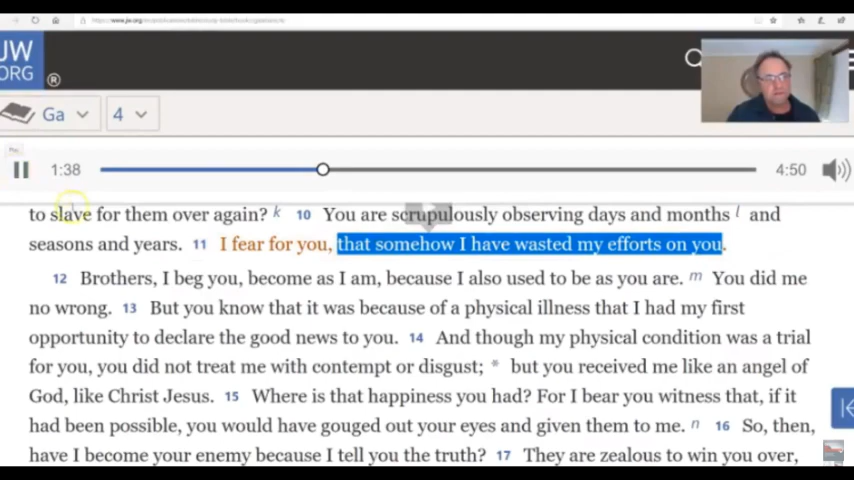 https://www.jw.org
JW
ORG
®
Ga
4
1:38
4:50
to slave for them over again? k 10 You are scrupulously observing days and months l and
seasons and years. 11 I fear for you, that somehow I have wasted my efforts on you.
12 Brothers, I beg you, become as I am, because I also used to be as you are. m You did me
no wrong. 13 But you know that it was because of a physical illness that I had my first
opportunity to declare the good news to you. 14 And though my physical condition was a trial
for you, you did not treat me with contempt or disgust; * but you received me like an angel of
God, like Christ Jesus. 15 Where is that happiness you had? For I bear you witness that, if it
had been possible, you would have gouged out your eyes and given them to me. n 16 So, then,
have I become your enemy because I tell you the truth? 17 They are zealous to win you over,